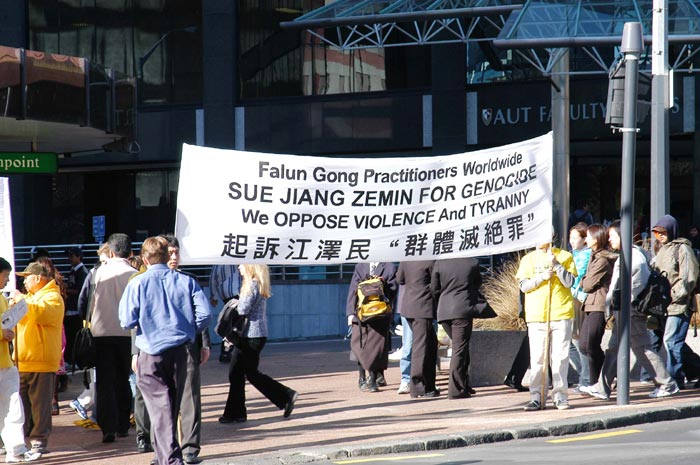 Falun Gong Practitioners Worldwide
SUE JIANG ZEMIN FOR GENOCIDE
We OPPOSE VIOLENCE And TYRANNY
起訴江澤民 “群體滅絕罪”
AUT FACULTY
point